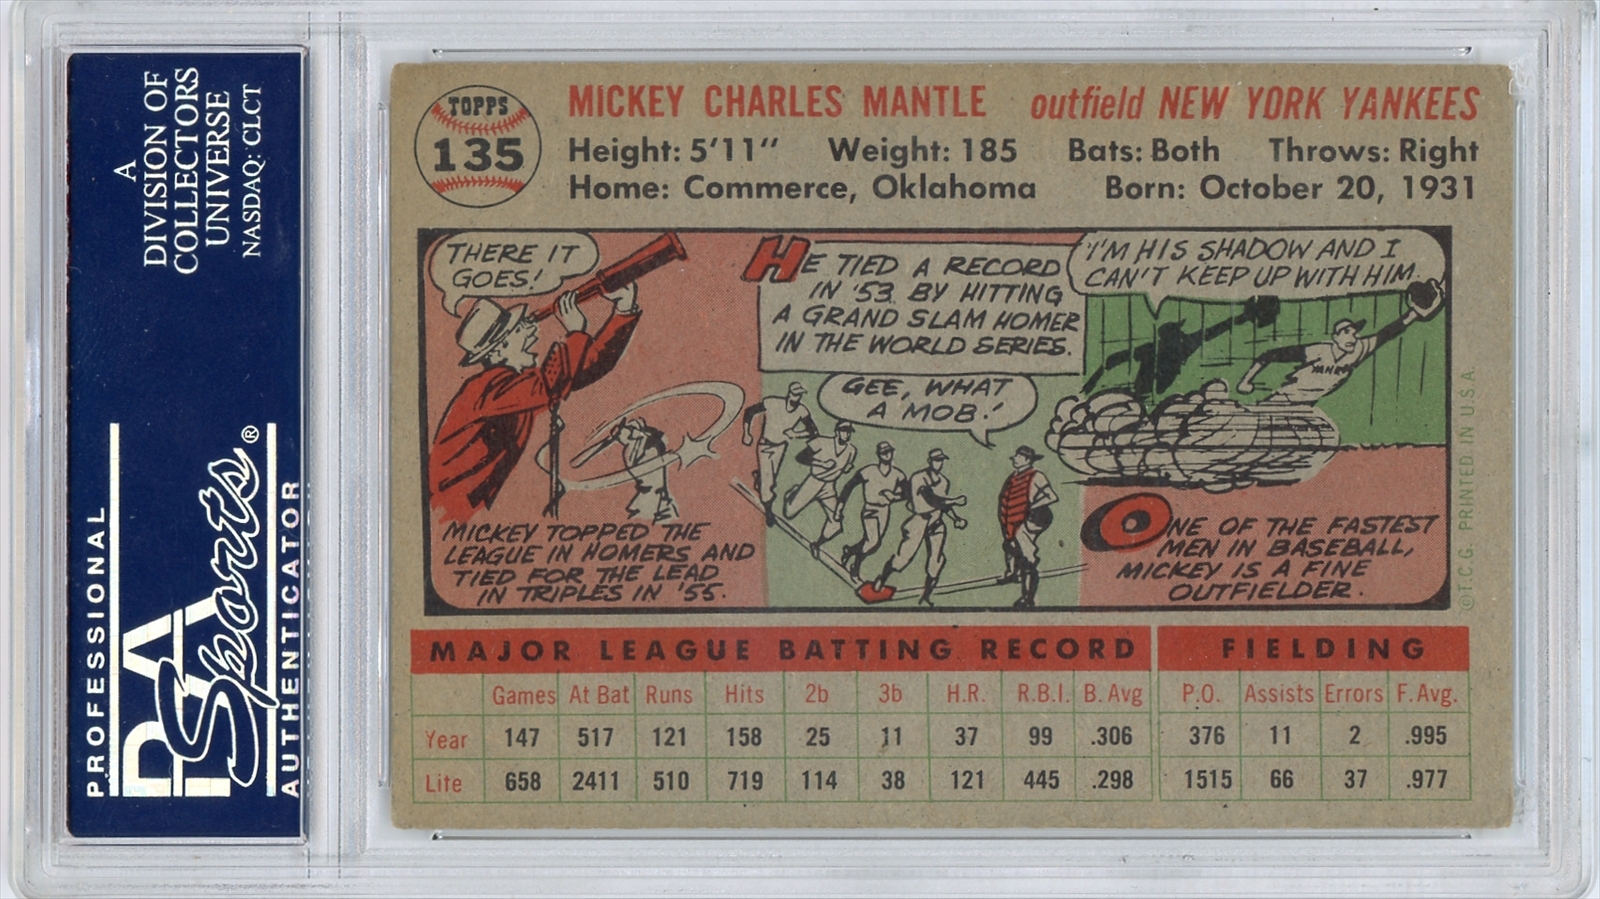 A
DIVISION OF
COLLECTORS
UNIVERSE
NASDAQ: CLCT
PROFESSIONAL
PSA
Sports®
AUTHENTICATOR
TOPPS
135
MICKEY CHARLES MANTLE outfield NEW YORK YANKEES
Height: 5'11" Weight: 185 Bats: Both Throws: Right
Home: Commerce, Oklahoma Born: October 20, 1931
THERE IT
GOES!
MICKEY TOPPED THE
LEAGUE IN HOMERS AND
TIED FOR THE LEAD
IN TRIPLES IN '55.
HE TIED A RECORD
IN '53 BY HITTING
A GRAND SLAM HOMER
IN THE WORLD SERIES.
GEE, WHAT
A MOB!
I'M HIS SHADOW AND I
CAN'T KEEP UP WITH HIM.
YANK
ONE OF THE FASTEST
MEN IN BASEBALL,
MICKEY IS A FINE
OUTFIELDER.
©T.C.G. PRINTED IN U.S.A.
MAJOR LEAGUE BATTING RECORD FIELDING
Games At Bat Runs Hits 2b 3b H.R. R.B.I. B. Avg P.O. Assists Errors F. Avg.
Year 147 517 121 158 25 11 37 99 .306 376 11 2 .995
Life 658 2411 510 719 114 38 121 445 .298 1515 66 37 .977